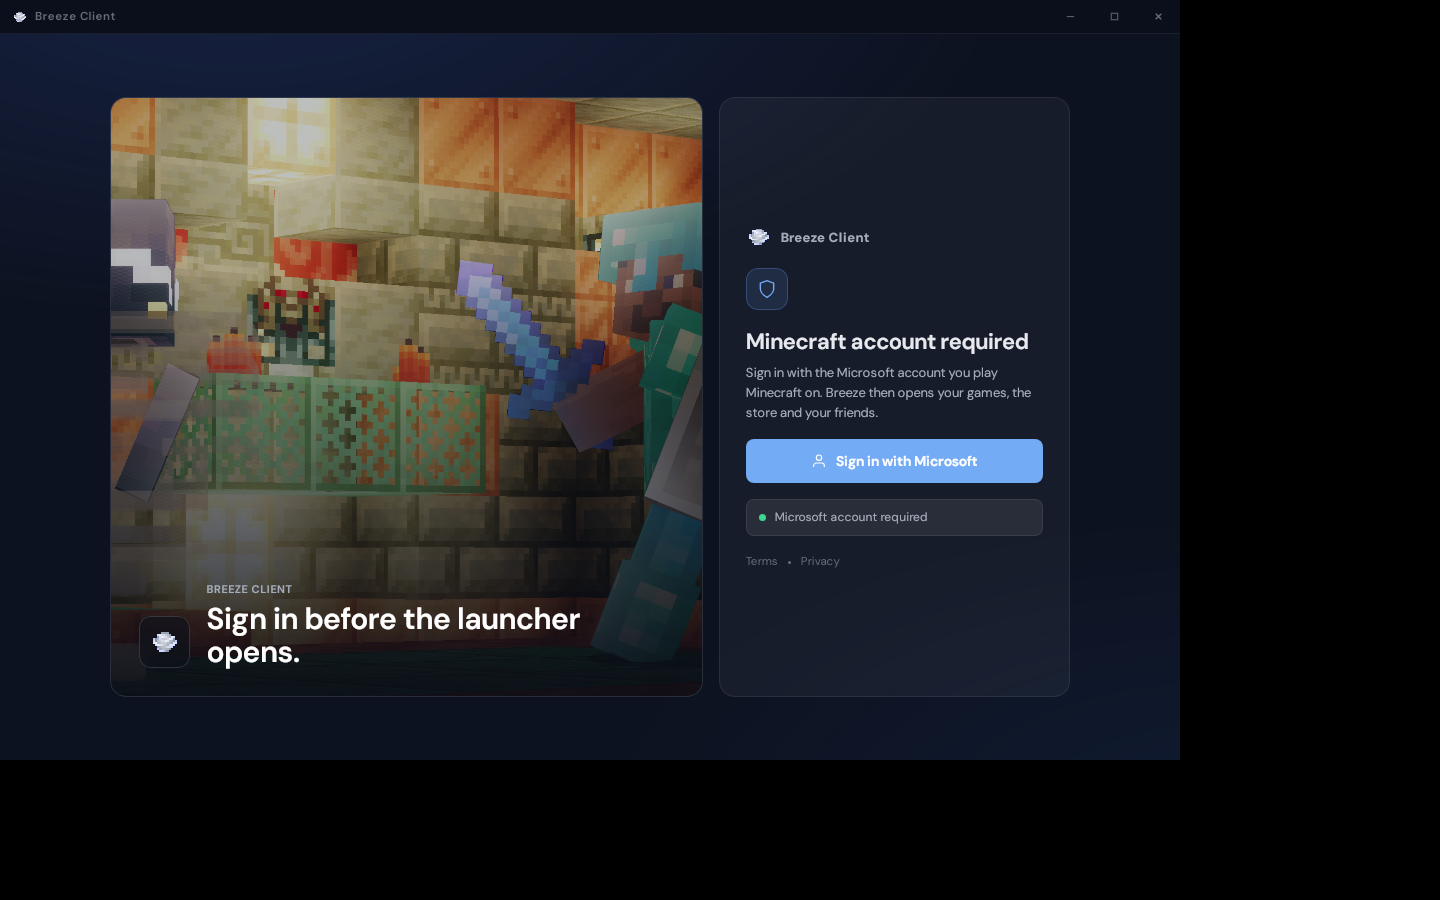 Breeze Client
BREEZE CLIENT
Sign in before the launcher
opens.
Breeze Client
Minecraft account required
Sign in with the Microsoft account you play
Minecraft on. Breeze then opens your games, the
store and your friends.
Sign in with Microsoft
Microsoft account required
Terms • Privacy